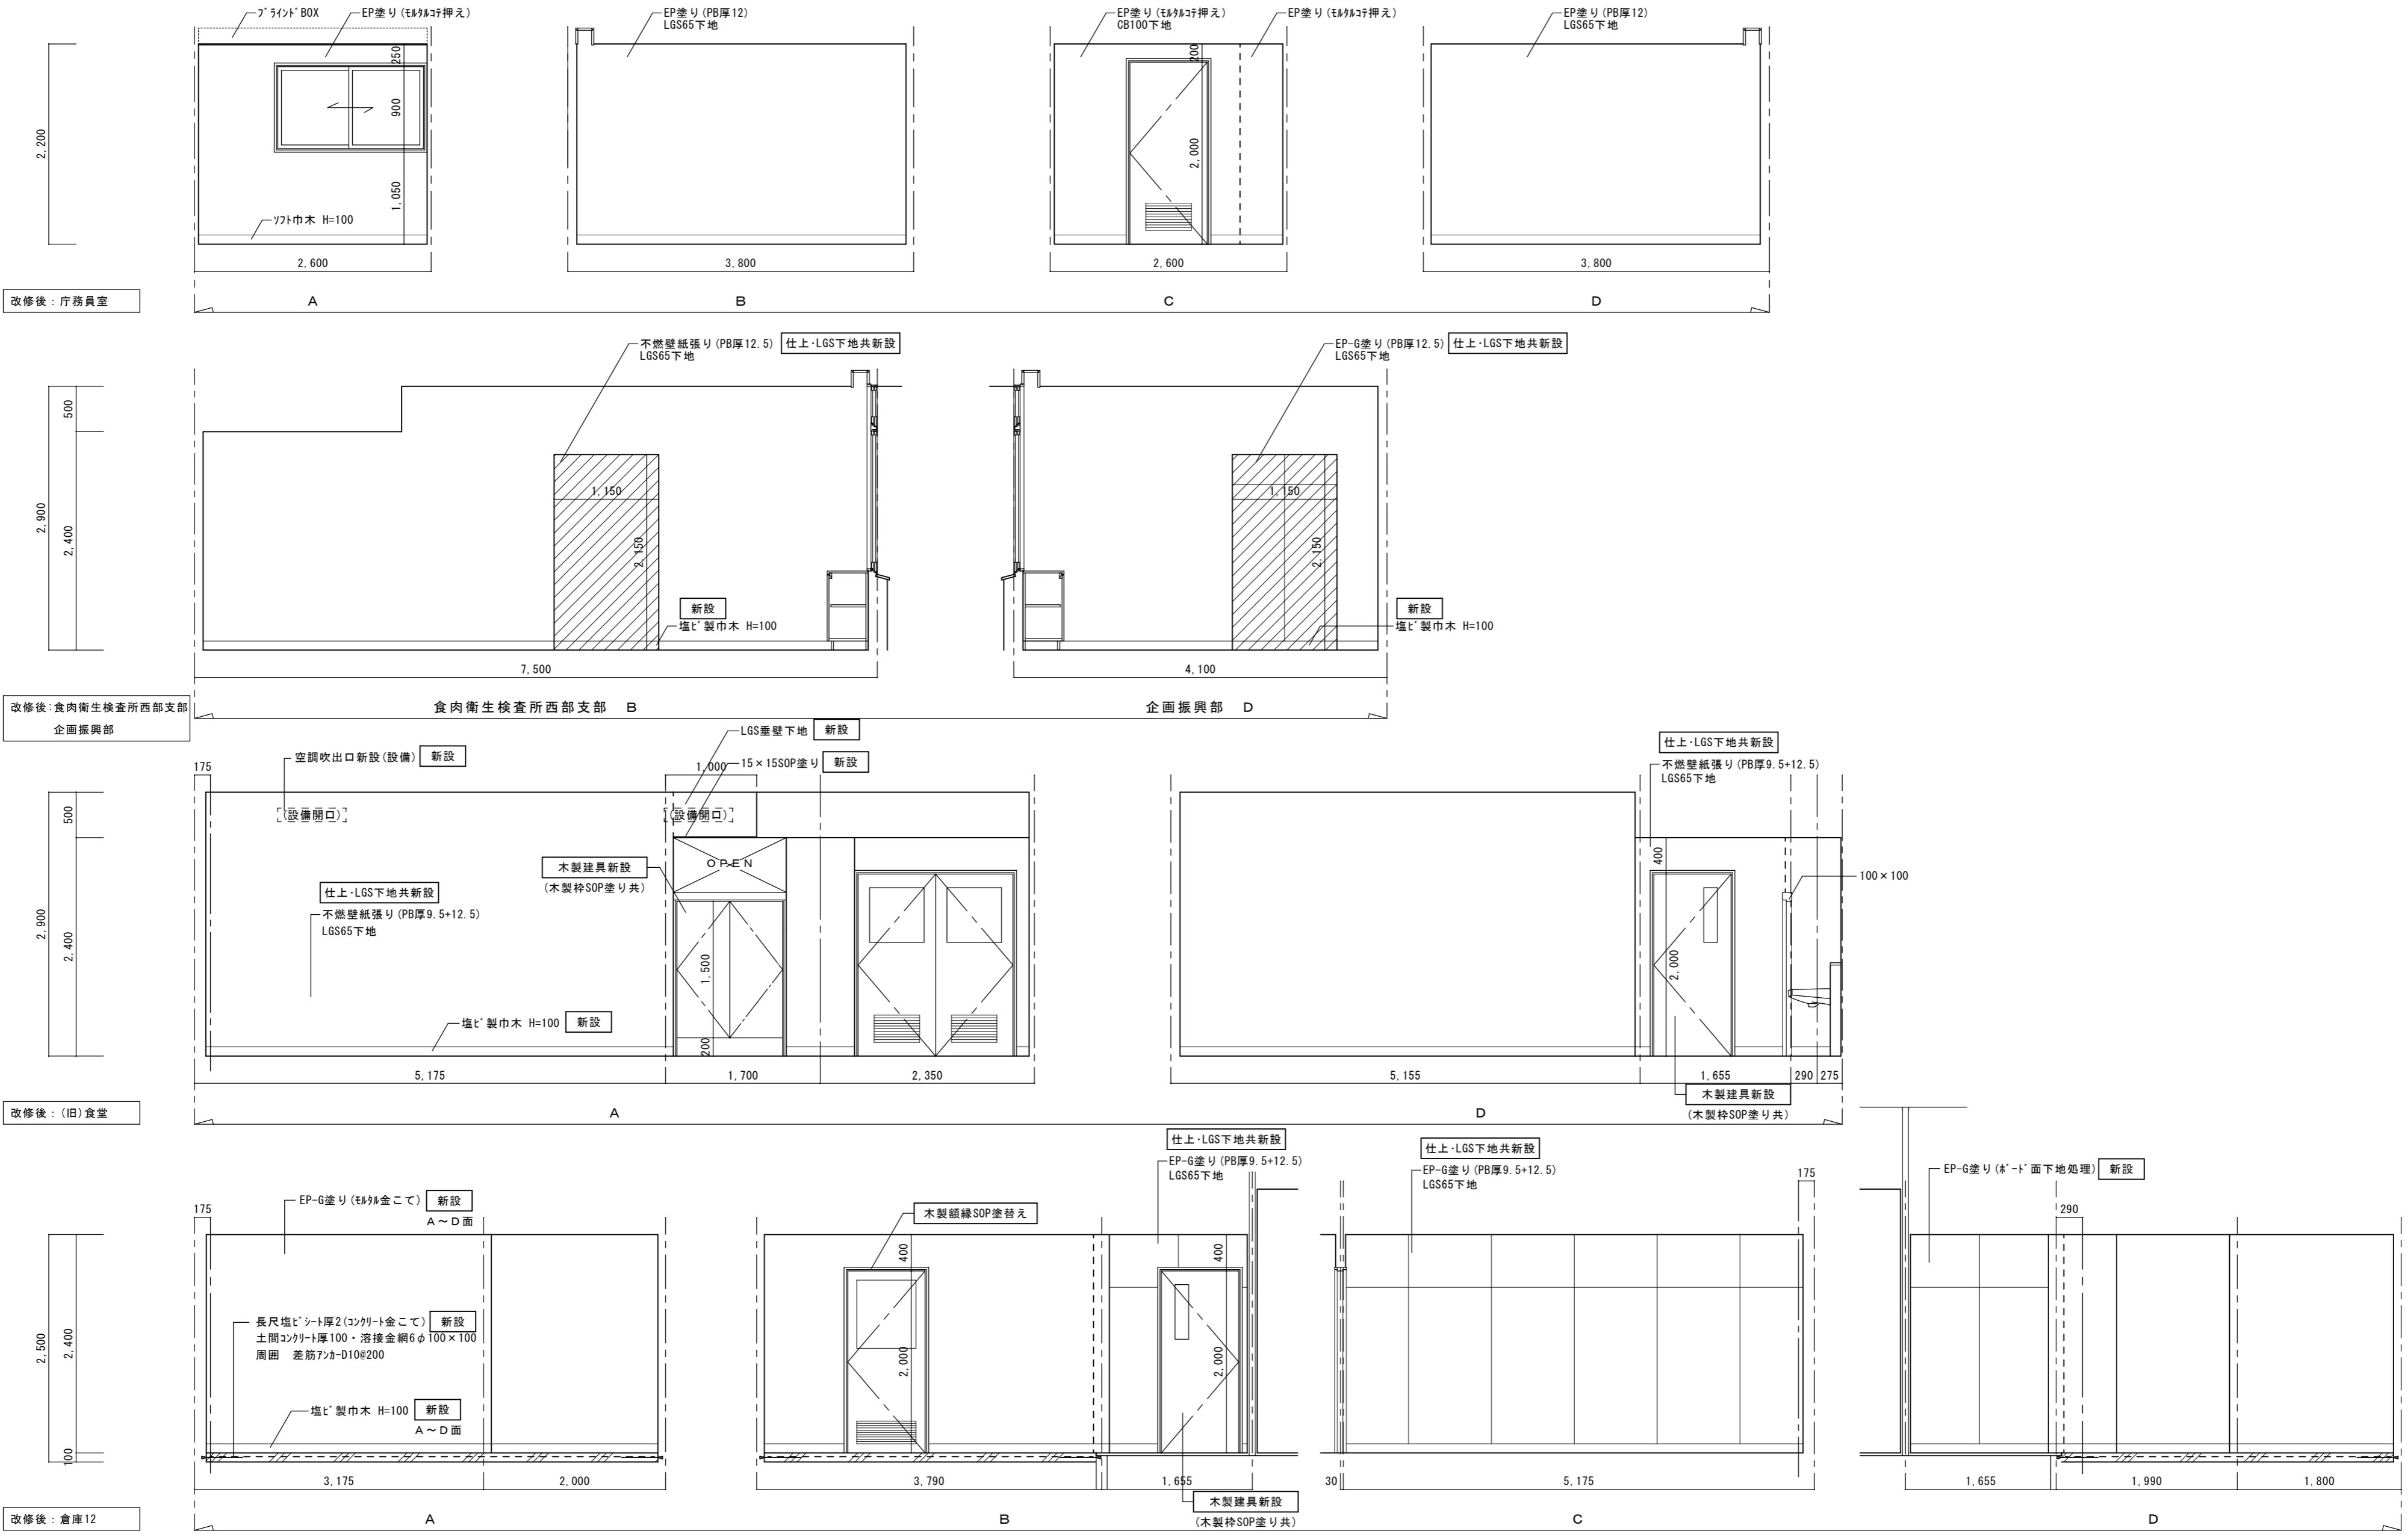 ﾌﾞﾗｲﾝﾄﾞBOX
EP塗り(ﾓﾙﾀﾙｺﾃ押え)
EP塗り(PB厚12)
LGS65下地
EP塗り(ﾓﾙﾀﾙｺﾃ押え)
CB100下地
EP塗り(ﾓﾙﾀﾙｺﾃ押え)
EP塗り(PB厚12)
LGS65下地
2,200
250
900
1,050
200
2,000
ｿﾌﾄ巾木 H=100
2,600
3,800
2,600
3,800
改修後：庁務員室
A
B
C
D
不燃壁紙張り(PB厚12.5)
仕上･LGS下地共新設
LGS65下地
EP-G塗り(PB厚12.5)
仕上･LGS下地共新設
LGS65下地
500
2,900
2,400
1,150
2,150
1,150
2,150
新設
塩ﾋﾞ製巾木 H=100
新設
塩ﾋﾞ製巾木 H=100
7,500
4,100
改修後：食肉衛生検査所西部支部
企画振興部
食肉衛生検査所西部支部 B
企画振興部 D
LGS垂壁下地
新設
空調吹出口新設(設備)
新設
15×15SOP塗り
新設
仕上･LGS下地共新設
不燃壁紙張り(PB厚9.5+12.5)
LGS65下地
175
1,000
500
2,900
2,400
(設備開口)
(設備開口)
OPEN
木製建具新設
(木製枠SOP塗り共)
仕上･LGS下地共新設
不燃壁紙張り(PB厚9.5+12.5)
LGS65下地
1,500
200
400
2,000
100×100
塩ﾋﾞ製巾木 H=100
新設
5,175
1,700
2,350
5,155
1,655
290
275
木製建具新設
(木製枠SOP塗り共)
改修後：(旧)食堂
A
D
仕上･LGS下地共新設
EP-G塗り(PB厚9.5+12.5)
LGS65下地
仕上･LGS下地共新設
EP-G塗り(PB厚9.5+12.5)
LGS65下地
EP-G塗り(ﾎﾞｰﾄﾞ面下地処理)
新設
175
EP-G塗り(ﾓﾙﾀﾙ金こて)
新設
A～D面
木製額縁SOP塗替え
175
290
2,500
2,400
100
400
2,000
400
2,000
長尺塩ﾋﾞｼｰﾄ厚2(ｺﾝｸﾘｰﾄ金こて)
新設
土間ｺﾝｸﾘｰﾄ厚100・溶接金網6φ100×100
周囲 差筋ｱﾝｶｰD10@200
塩ﾋﾞ製巾木 H=100
新設
A～D面
3,175
2,000
3,790
1,655
30
5,175
1,655
1,990
1,800
木製建具新設
(木製枠SOP塗り共)
改修後：倉庫12
A
B
C
D